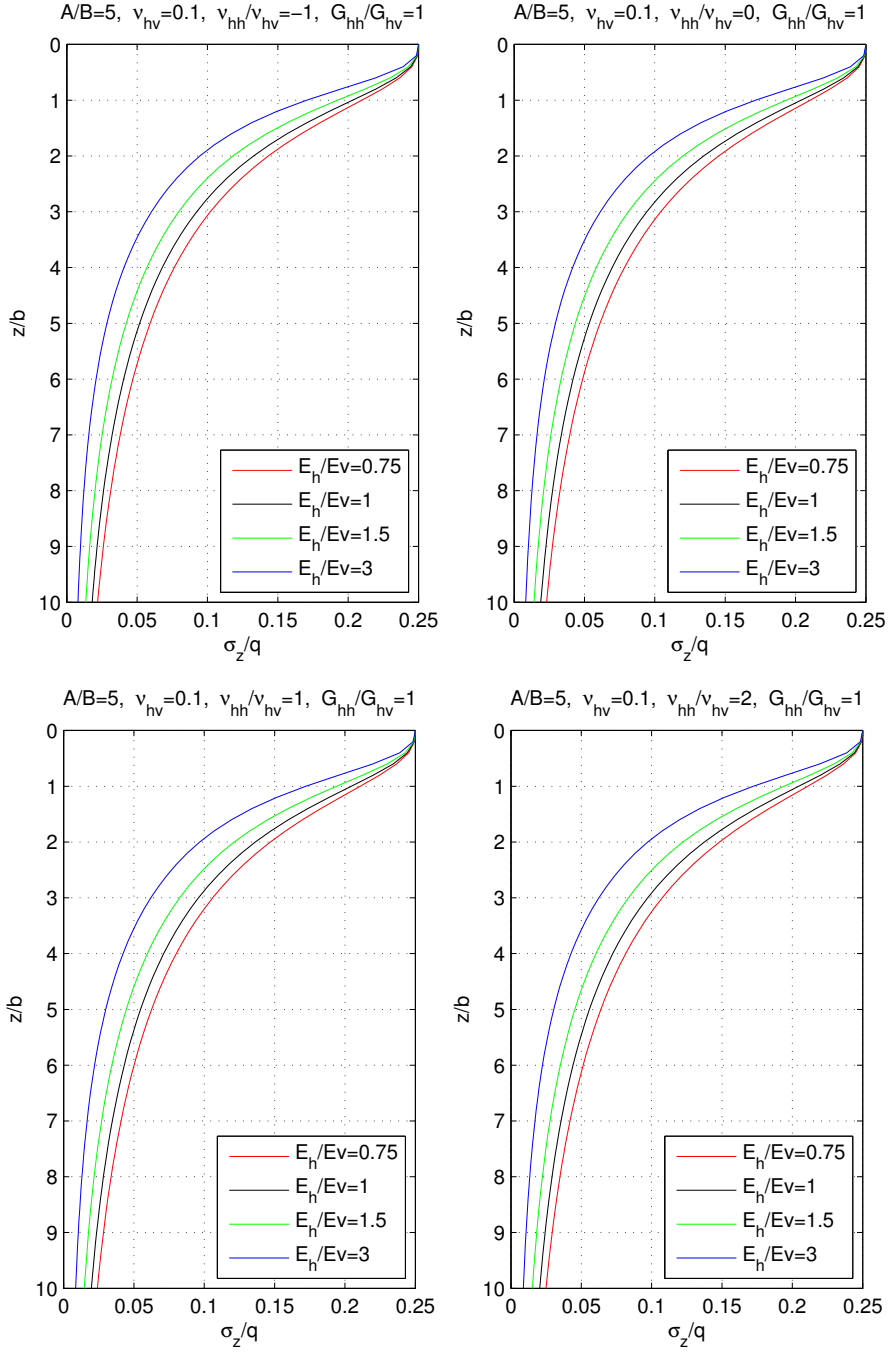 A/B=5, ν_hv=0.1, ν_hh/ν_hv=−1, G_hh/G_hv=1
0
1
2
3
4
5
6
7
8
9
10
z/b
E_h/Ev=0.75
E_h/Ev=1
E_h/Ev=1.5
E_h/Ev=3
0 0.05 0.1 0.15 0.2 0.25
σ_z/q
A/B=5, ν_hv=0.1, ν_hh/ν_hv=0, G_hh/G_hv=1
0
1
2
3
4
5
6
7
8
9
10
z/b
E_h/Ev=0.75
E_h/Ev=1
E_h/Ev=1.5
E_h/Ev=3
0 0.05 0.1 0.15 0.2 0.25
σ_z/q
A/B=5, ν_hv=0.1, ν_hh/ν_hv=1, G_hh/G_hv=1
0
1
2
3
4
5
6
7
8
9
10
z/b
E_h/Ev=0.75
E_h/Ev=1
E_h/Ev=1.5
E_h/Ev=3
0 0.05 0.1 0.15 0.2 0.25
σ_z/q
A/B=5, ν_hv=0.1, ν_hh/ν_hv=2, G_hh/G_hv=1
0
1
2
3
4
5
6
7
8
9
10
z/b
E_h/Ev=0.75
E_h/Ev=1
E_h/Ev=1.5
E_h/Ev=3
0 0.05 0.1 0.15 0.2 0.25
σ_z/q